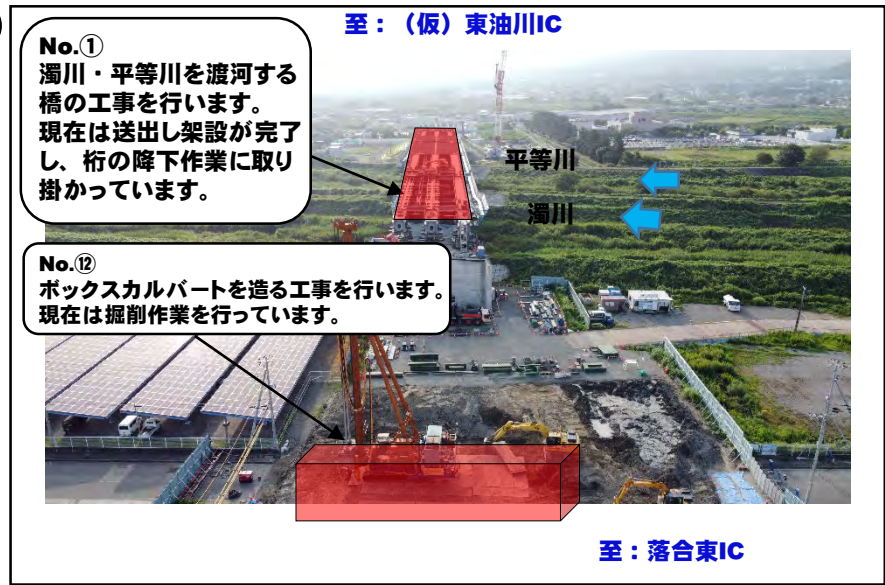 至：（仮）東油川IC
No.①
濁川・平等川を渡河する
橋の工事を行います。
現在は送出し架設が完了
し、桁の降下作業に取り
掛かっています。
平等川
濁川
No.⑫
ボックスカルバートを造る工事を行います。
現在は掘削作業を行っています。
至：落合東IC